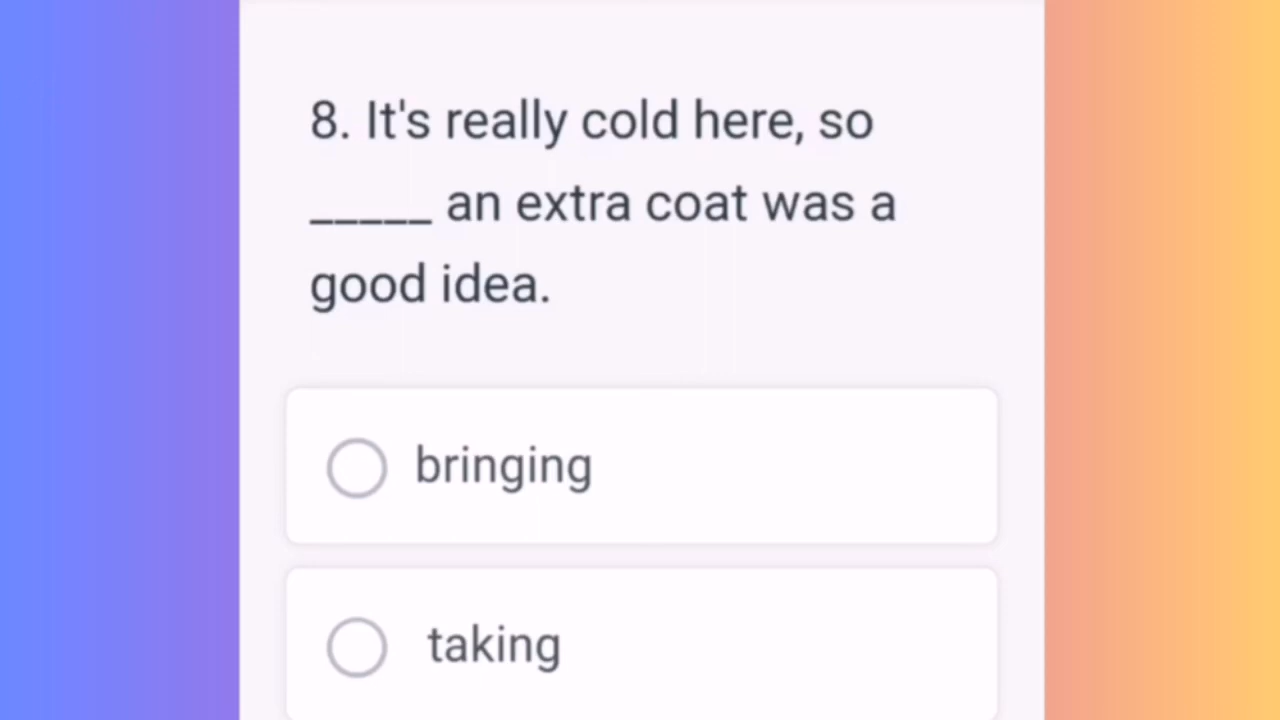 8. It's really cold here, so
_____ an extra coat was a
good idea.
bringing
taking